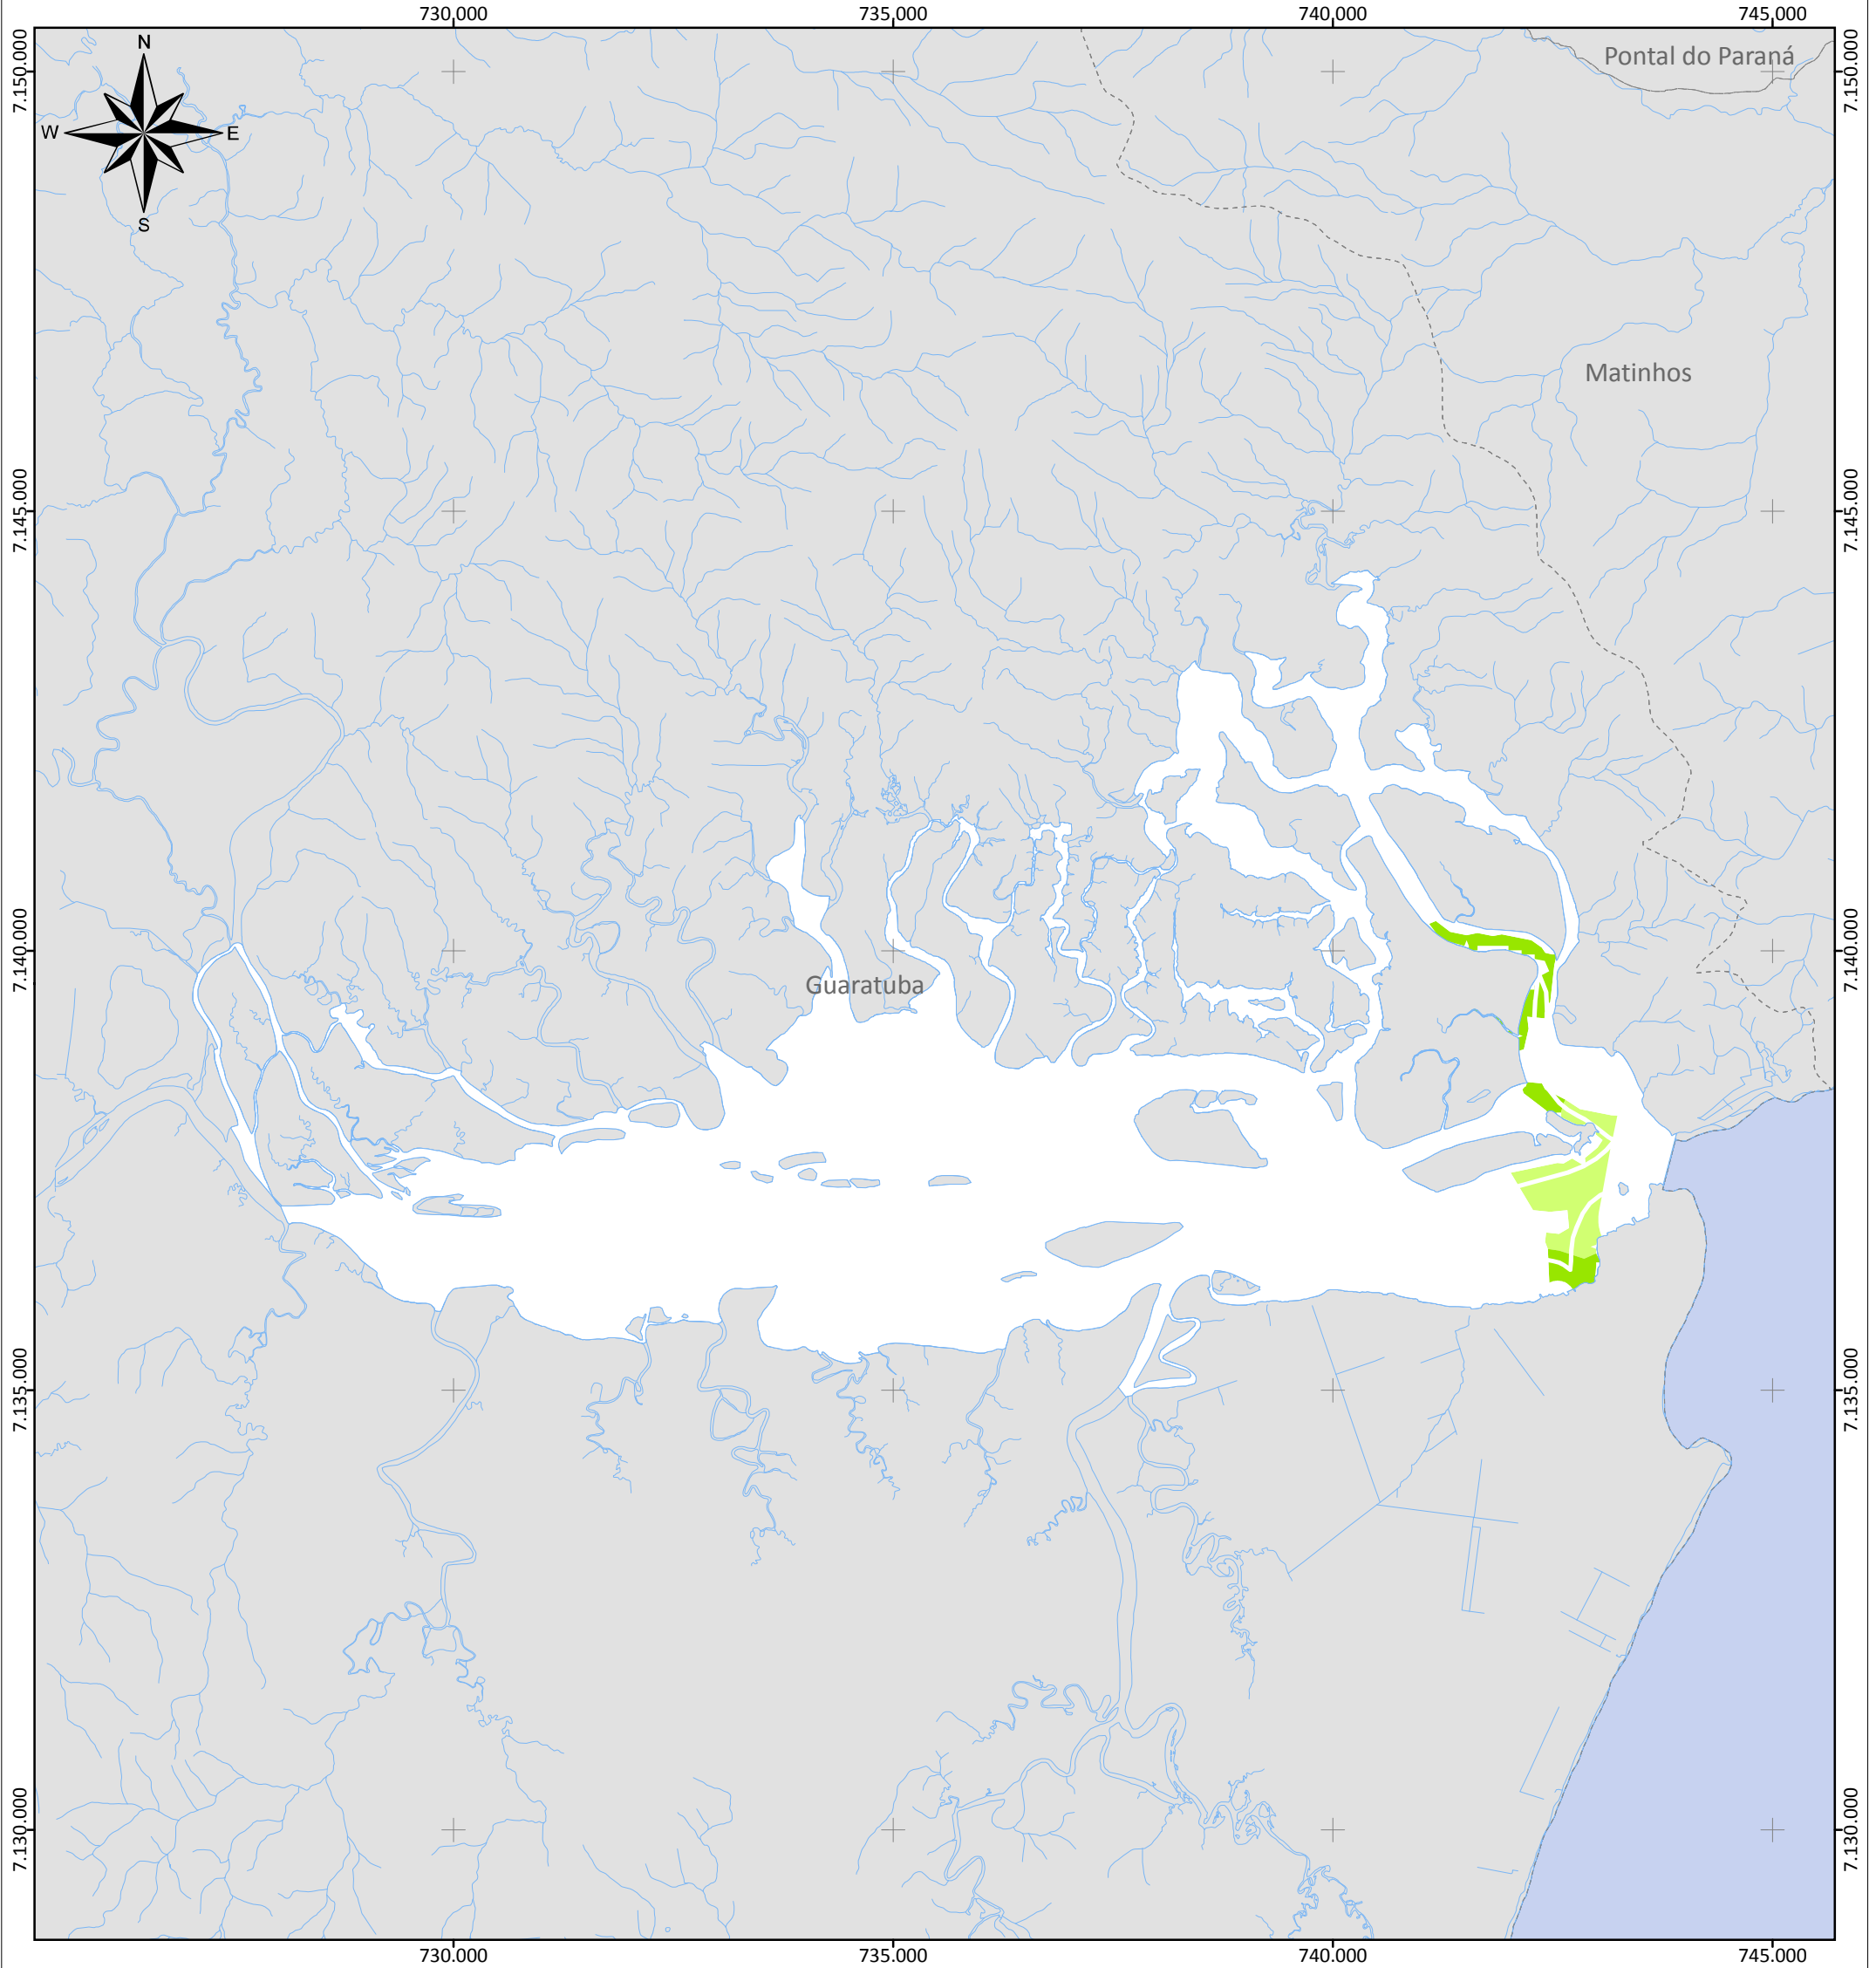 730.000 735.000 740.000 745.000
7.150.000 7.150.000
N
W E
S
Pontal do Paraná
Matinhos
7.145.000 7.145.000
7.140.000 7.140.000
Guaratuba
7.135.000 7.135.000
7.130.000 7.130.000
730.000 735.000 740.000 745.000